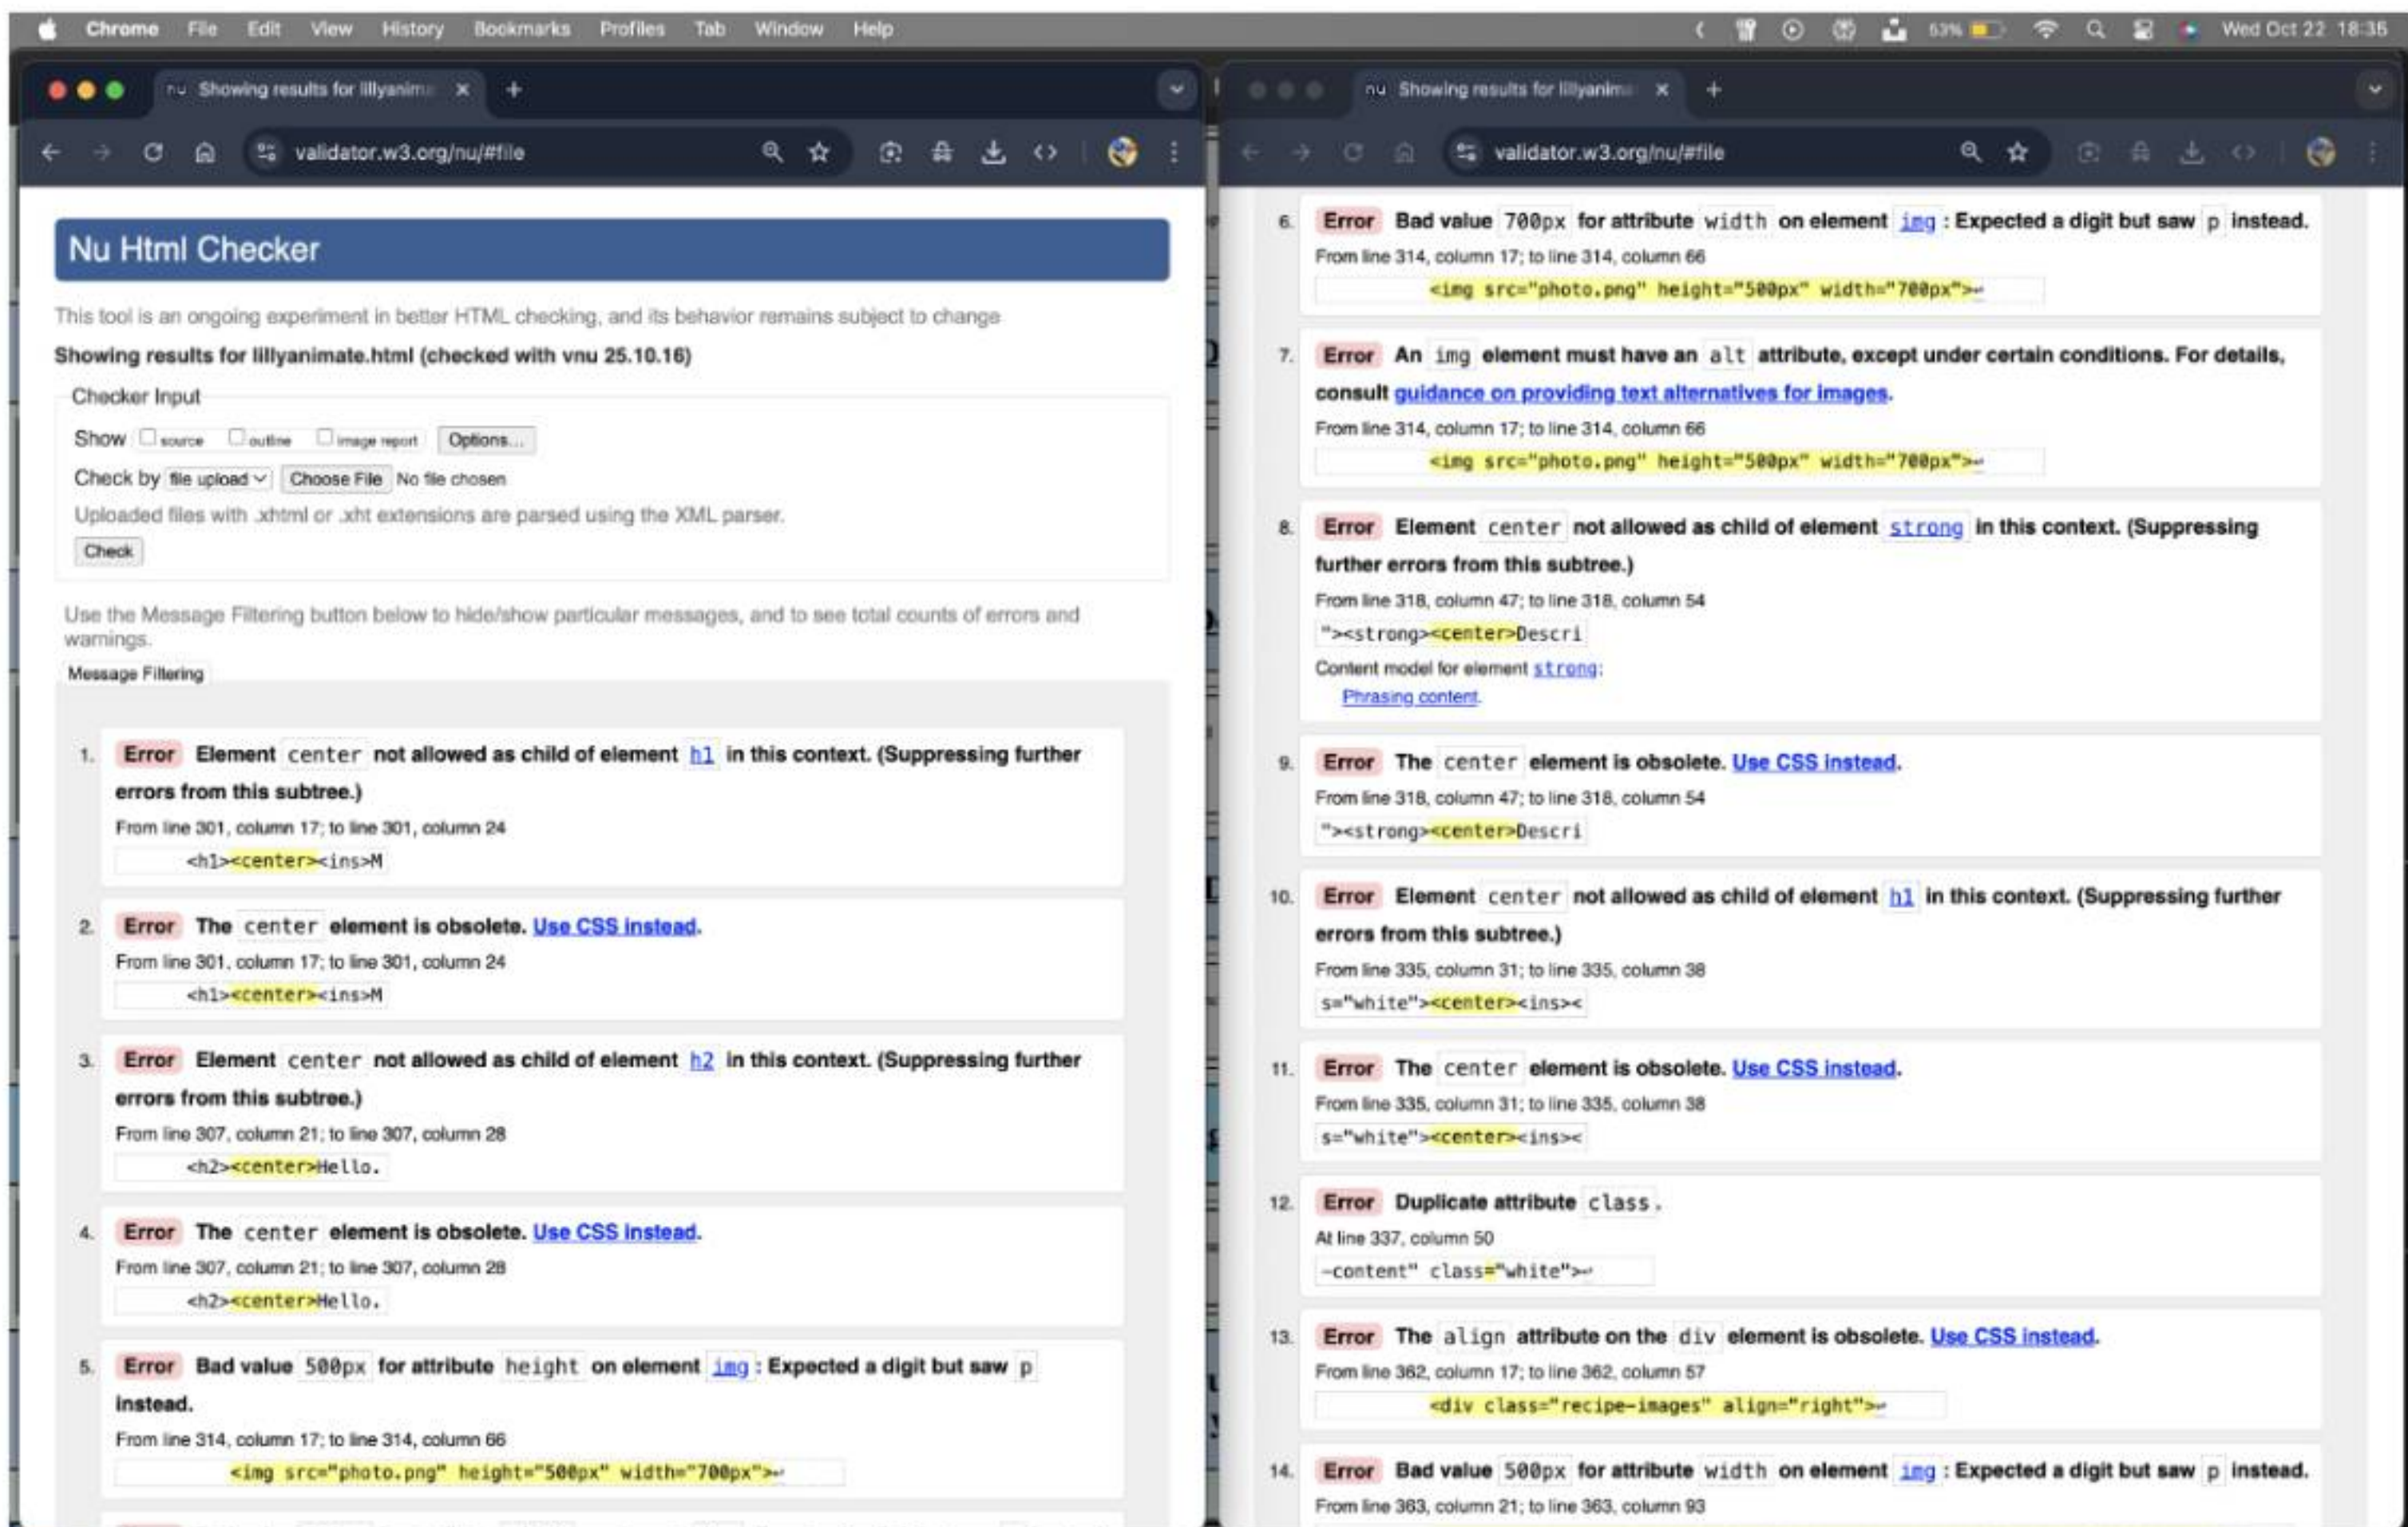 Chrome File Edit View History Bookmarks Profiles Tab Window Help
53% Wed Oct 22 18:35
nu Showing results for lillyanima
validator.w3.org/nu/#file
Nu Html Checker
This tool is an ongoing experiment in better HTML checking, and its behavior remains subject to change
Showing results for lillyanimate.html (checked with vnu 25.10.16)
Checker Input
Show source outline image report Options...
Check by file upload Choose File No file chosen
Uploaded files with .xhtml or .xht extensions are parsed using the XML parser.
Check
Use the Message Filtering button below to hide/show particular messages, and to see total counts of errors and
warnings.
Message Filtering
1. Error Element center not allowed as child of element h1 in this context. (Suppressing further
errors from this subtree.)
From line 301, column 17; to line 301, column 24
<h1><center><ins>M
2. Error The center element is obsolete. Use CSS instead.
From line 301, column 17; to line 301, column 24
<h1><center><ins>M
3. Error Element center not allowed as child of element h2 in this context. (Suppressing further
errors from this subtree.)
From line 307, column 21; to line 307, column 28
<h2><center>Hello.
4. Error The center element is obsolete. Use CSS instead.
From line 307, column 21; to line 307, column 28
<h2><center>Hello.
5. Error Bad value 500px for attribute height on element img : Expected a digit but saw p
instead.
From line 314, column 17; to line 314, column 66
<img src="photo.png" height="500px" width="700px">↩
nu Showing results for lillyanima
validator.w3.org/nu/#file
6. Error Bad value 700px for attribute width on element img : Expected a digit but saw p instead.
From line 314, column 17; to line 314, column 66
<img src="photo.png" height="500px" width="700px">↩
7. Error An img element must have an alt attribute, except under certain conditions. For details,
consult guidance on providing text alternatives for images.
From line 314, column 17; to line 314, column 66
<img src="photo.png" height="500px" width="700px">↩
8. Error Element center not allowed as child of element strong in this context. (Suppressing
further errors from this subtree.)
From line 318, column 47; to line 318, column 54
"><strong><center>Descri
Content model for element strong:
Phrasing content.
9. Error The center element is obsolete. Use CSS instead.
From line 318, column 47; to line 318, column 54
"><strong><center>Descri
10. Error Element center not allowed as child of element h1 in this context. (Suppressing further
errors from this subtree.)
From line 335, column 31; to line 335, column 38
s="white"><center><ins><
11. Error The center element is obsolete. Use CSS instead.
From line 335, column 31; to line 335, column 38
s="white"><center><ins><
12. Error Duplicate attribute class.
At line 337, column 50
-content" class="white">↩
13. Error The align attribute on the div element is obsolete. Use CSS instead.
From line 362, column 17; to line 362, column 57
<div class="recipe-images" align="right">↩
14. Error Bad value 500px for attribute width on element img : Expected a digit but saw p instead.
From line 363, column 21; to line 363, column 93